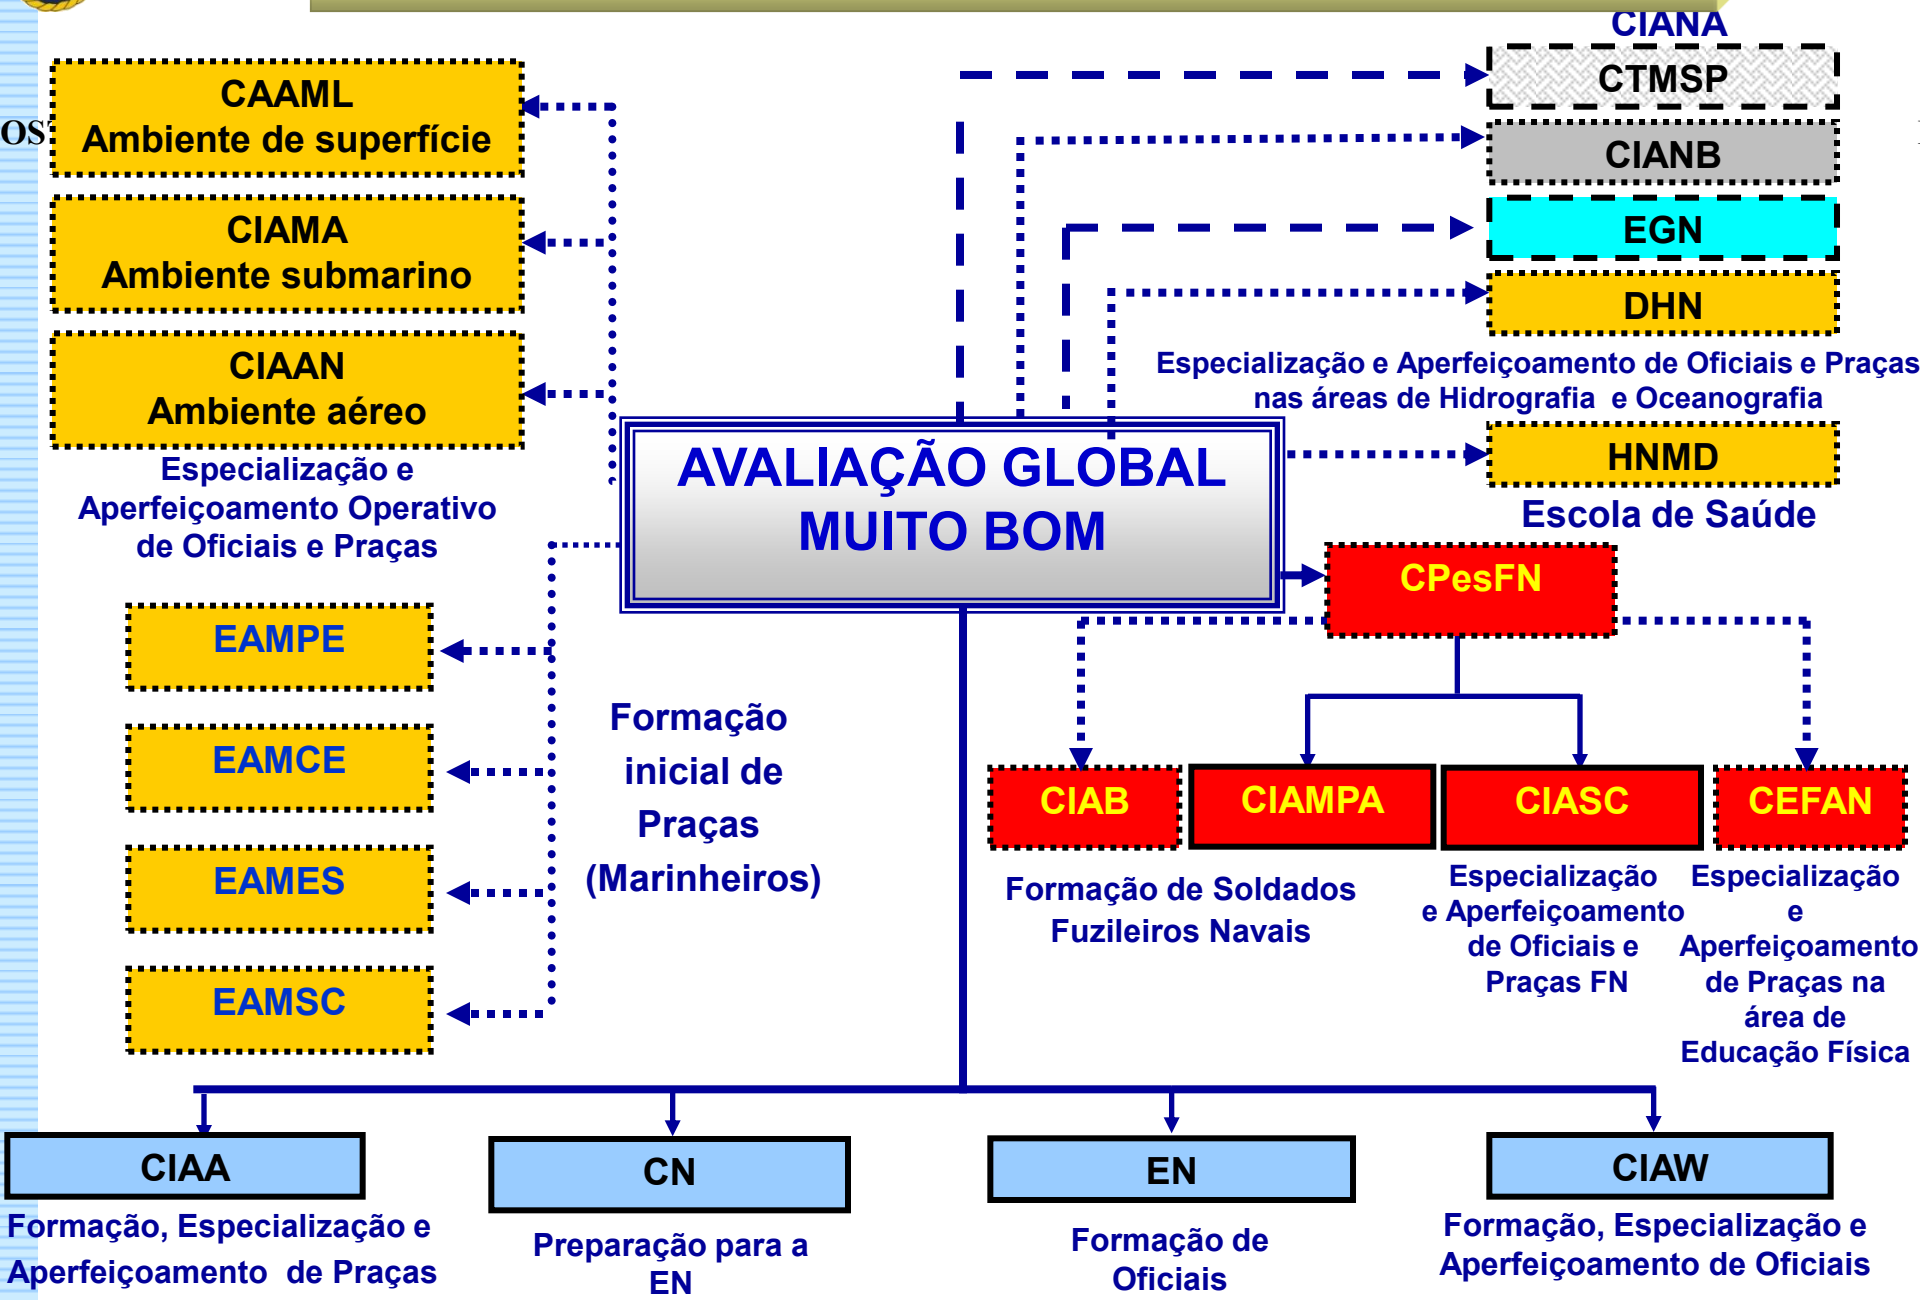 CIANA
CTMSP
CAAML
Ambiente de superfície
OS
CIANB
CIAMA
Ambiente submarino
EGN
DHN
CIAAN
Ambiente aéreo
Especialização e Aperfeiçoamento de Oficiais e Praças
nas áreas de Hidrografia e Oceanografia
Especialização e
Aperfeiçoamento Operativo
de Oficiais e Praças
AVALIAÇÃO GLOBAL
MUITO BOM
HNMD
Escola de Saúde
CPesFN
EAMPE
EAMCE
EAMES
EAMSC
Formação
inicial de
Praças
(Marinheiros)
CIAB
CIAMPA
CIASC
CEFAN
Formação de Soldados
Fuzileiros Navais
Especialização
e Aperfeiçoamento
de Oficiais e
Praças FN
Especialização
e
Aperfeiçoamento
de Praças na
área de
Educação Física
CIAA
Formação, Especialização e
Aperfeiçoamento de Praças
CN
Preparação para a
EN
EN
Formação de
Oficiais
CIAW
Formação, Especialização e
Aperfeiçoamento de Oficiais